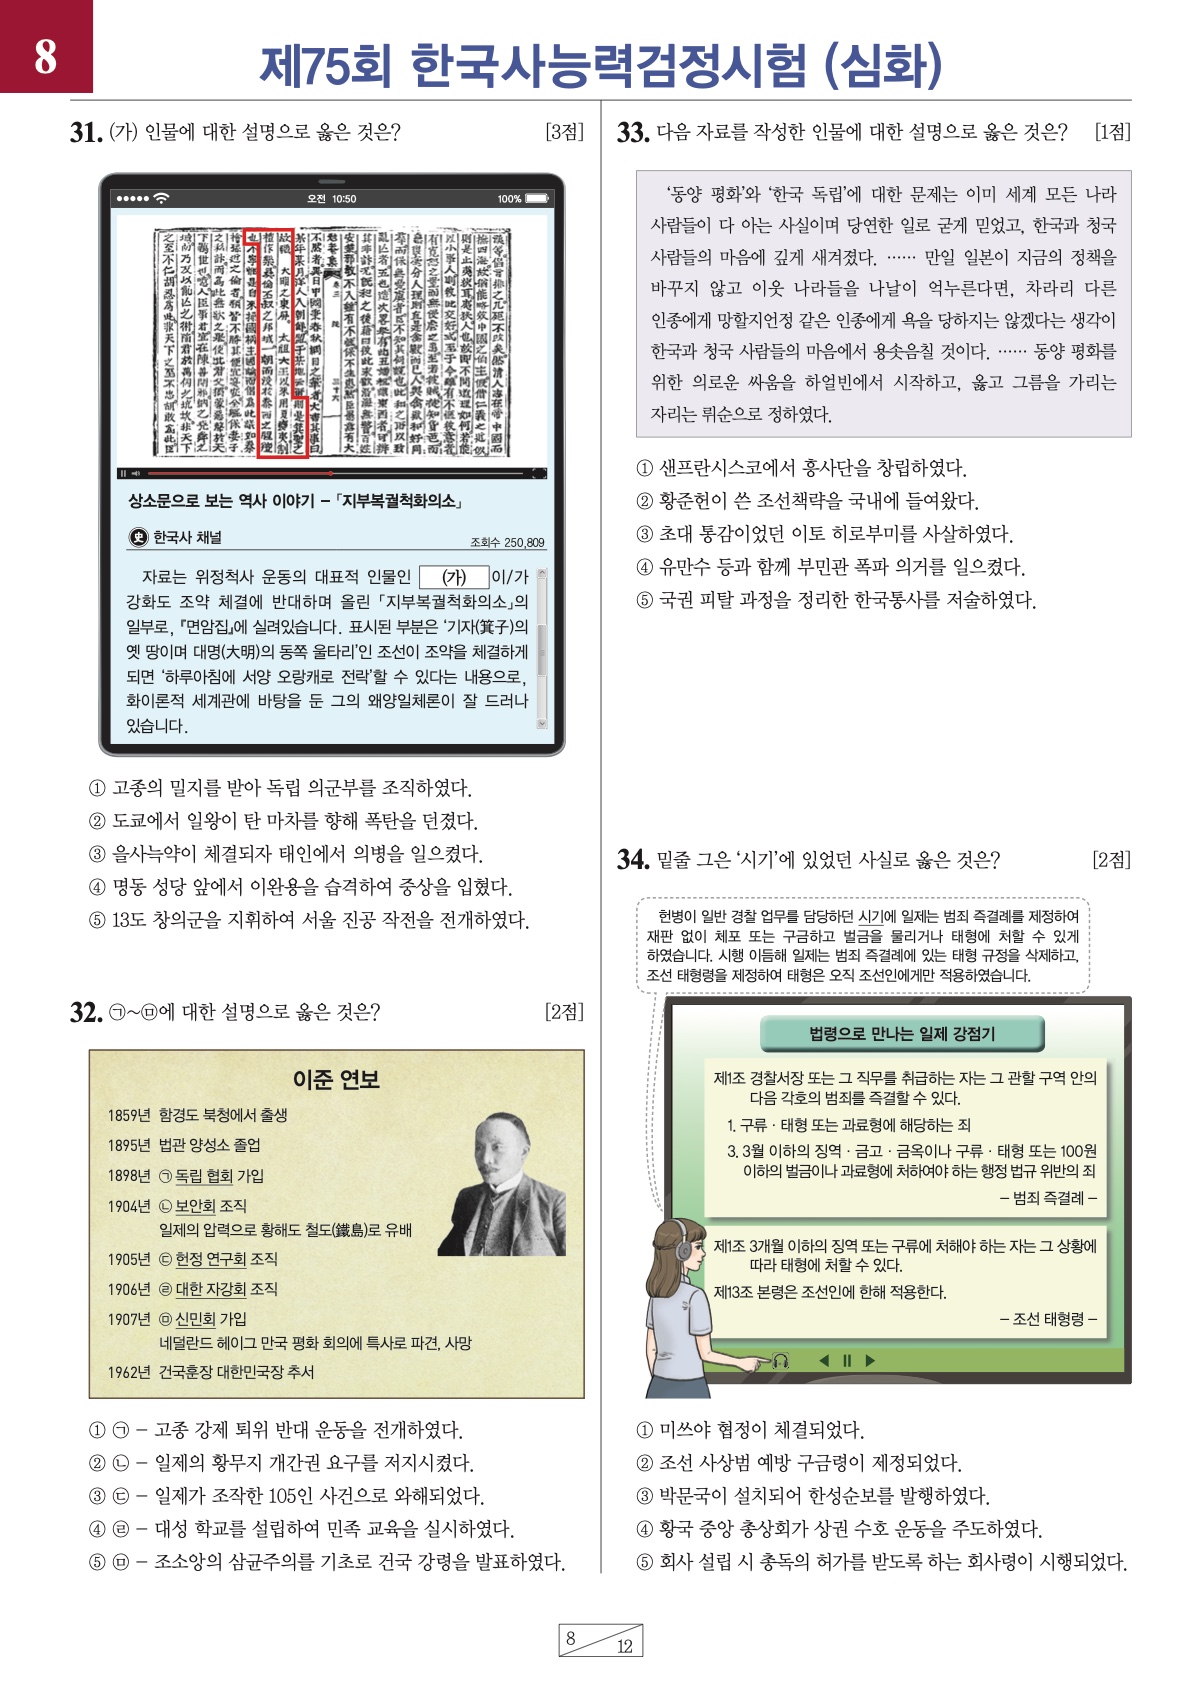 8
제75회 한국사능력검정시험 (심화)
31. (가) 인물에 대한 설명으로 옳은 것은? [3점]
오전 10:50
100%
상소문으로 보는 역사 이야기 – 「지부복궐척화의소」
史 한국사 채널
조회수 250,809
자료는 위정척사 운동의 대표적 인물인 (가) 이/가
강화도 조약 체결에 반대하며 올린 「지부복궐척화의소」의
일부로, 『면암집』에 실려있습니다. 표시된 부분은 ‘기자(箕子)의
옛 땅이며 대명(大明)의 동쪽 울타리’인 조선이 조약을 체결하게
되면 ‘하루아침에 서양 오랑캐로 전락’할 수 있다는 내용으로,
화이론적 세계관에 바탕을 둔 그의 왜양일체론이 잘 드러나
있습니다.
① 고종의 밀지를 받아 독립 의군부를 조직하였다.
② 도쿄에서 일왕이 탄 마차를 향해 폭탄을 던졌다.
③ 을사늑약이 체결되자 태인에서 의병을 일으켰다.
④ 명동 성당 앞에서 이완용을 습격하여 중상을 입혔다.
⑤ 13도 창의군을 지휘하여 서울 진공 작전을 전개하였다.
32. ㉠~㉤에 대한 설명으로 옳은 것은? [2점]
이준 연보
1859년 함경도 북청에서 출생
1895년 법관 양성소 졸업
1898년 ㉠ 독립 협회 가입
1904년 ㉡ 보안회 조직
일제의 압력으로 황해도 철도(鐵島)로 유배
1905년 ㉢ 헌정 연구회 조직
1906년 ㉣ 대한 자강회 조직
1907년 ㉤ 신민회 가입
네덜란드 헤이그 만국 평화 회의에 특사로 파견, 사망
1962년 건국훈장 대한민국장 추서
① ㉠ – 고종 강제 퇴위 반대 운동을 전개하였다.
② ㉡ – 일제의 황무지 개간권 요구를 저지시켰다.
③ ㉢ – 일제가 조작한 105인 사건으로 와해되었다.
④ ㉣ – 대성 학교를 설립하여 민족 교육을 실시하였다.
⑤ ㉤ – 조소앙의 삼균주의를 기초로 건국 강령을 발표하였다.
33. 다음 자료를 작성한 인물에 대한 설명으로 옳은 것은? [1점]
‘동양 평화’와 ‘한국 독립’에 대한 문제는 이미 세계 모든 나라
사람들이 다 아는 사실이며 당연한 일로 굳게 믿었고, 한국과 청국
사람들의 마음에 깊게 새겨졌다. …… 만일 일본이 지금의 정책을
바꾸지 않고 이웃 나라들을 나날이 억누른다면, 차라리 다른
인종에게 망할지언정 같은 인종에게 욕을 당하지는 않겠다는 생각이
한국과 청국 사람들의 마음에서 용솟음칠 것이다. …… 동양 평화를
위한 의로운 싸움을 하얼빈에서 시작하고, 옳고 그름을 가리는
자리는 뤼순으로 정하였다.
① 샌프란시스코에서 흥사단을 창립하였다.
② 황준헌이 쓴 조선책략을 국내에 들여왔다.
③ 초대 통감이었던 이토 히로부미를 사살하였다.
④ 유만수 등과 함께 부민관 폭파 의거를 일으켰다.
⑤ 국권 피탈 과정을 정리한 한국통사를 저술하였다.
34. 밑줄 그은 ‘시기’에 있었던 사실로 옳은 것은? [2점]
헌병이 일반 경찰 업무를 담당하던 시기에 일제는 범죄 즉결례를 제정하여
재판 없이 체포 또는 구금하고 벌금을 물리거나 태형에 처할 수 있게
하였습니다. 시행 이듬해 일제는 범죄 즉결례에 있는 태형 규정을 삭제하고,
조선 태형령을 제정하여 태형은 오직 조선인에게만 적용하였습니다.
법령으로 만나는 일제 강점기
제1조 경찰서장 또는 그 직무를 취급하는 자는 그 관할 구역 안의
다음 각호의 범죄를 즉결할 수 있다.
1. 구류 · 태형 또는 과료형에 해당하는 죄
3. 3월 이하의 징역 · 금고 · 금옥이나 구류 · 태형 또는 100원
이하의 벌금이나 과료형에 처하여야 하는 행정 법규 위반의 죄
– 범죄 즉결례 –
제1조 3개월 이하의 징역 또는 구류에 처해야 하는 자는 그 상황에
따라 태형에 처할 수 있다.
제13조 본령은 조선인에 한해 적용한다.
– 조선 태형령 –
① 미쓰야 협정이 체결되었다.
② 조선 사상범 예방 구금령이 제정되었다.
③ 박문국이 설치되어 한성순보를 발행하였다.
④ 황국 중앙 총상회가 상권 수호 운동을 주도하였다.
⑤ 회사 설립 시 총독의 허가를 받도록 하는 회사령이 시행되었다.
8
12